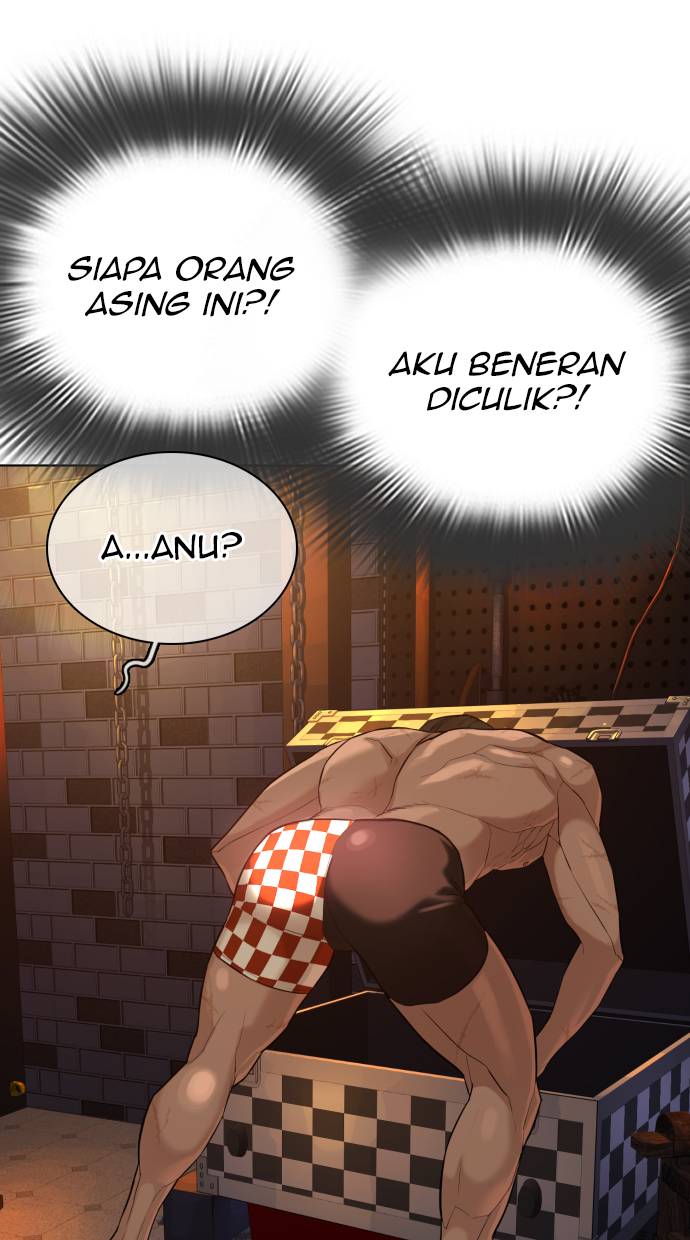 SIAPA ORANG
ASING INI?!
AKU BENERAN
DICULIK?!
A...ANU?